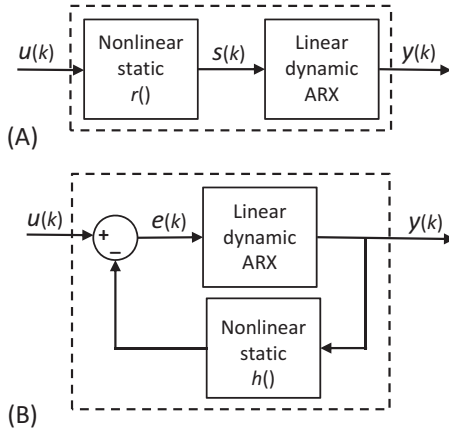 u(k)
Nonlinear
static
r()
s(k)
Linear
dynamic
ARX
y(k)
(A)
u(k)
+
−
e(k)
Linear
dynamic
ARX
y(k)
Nonlinear
static
h()
(B)